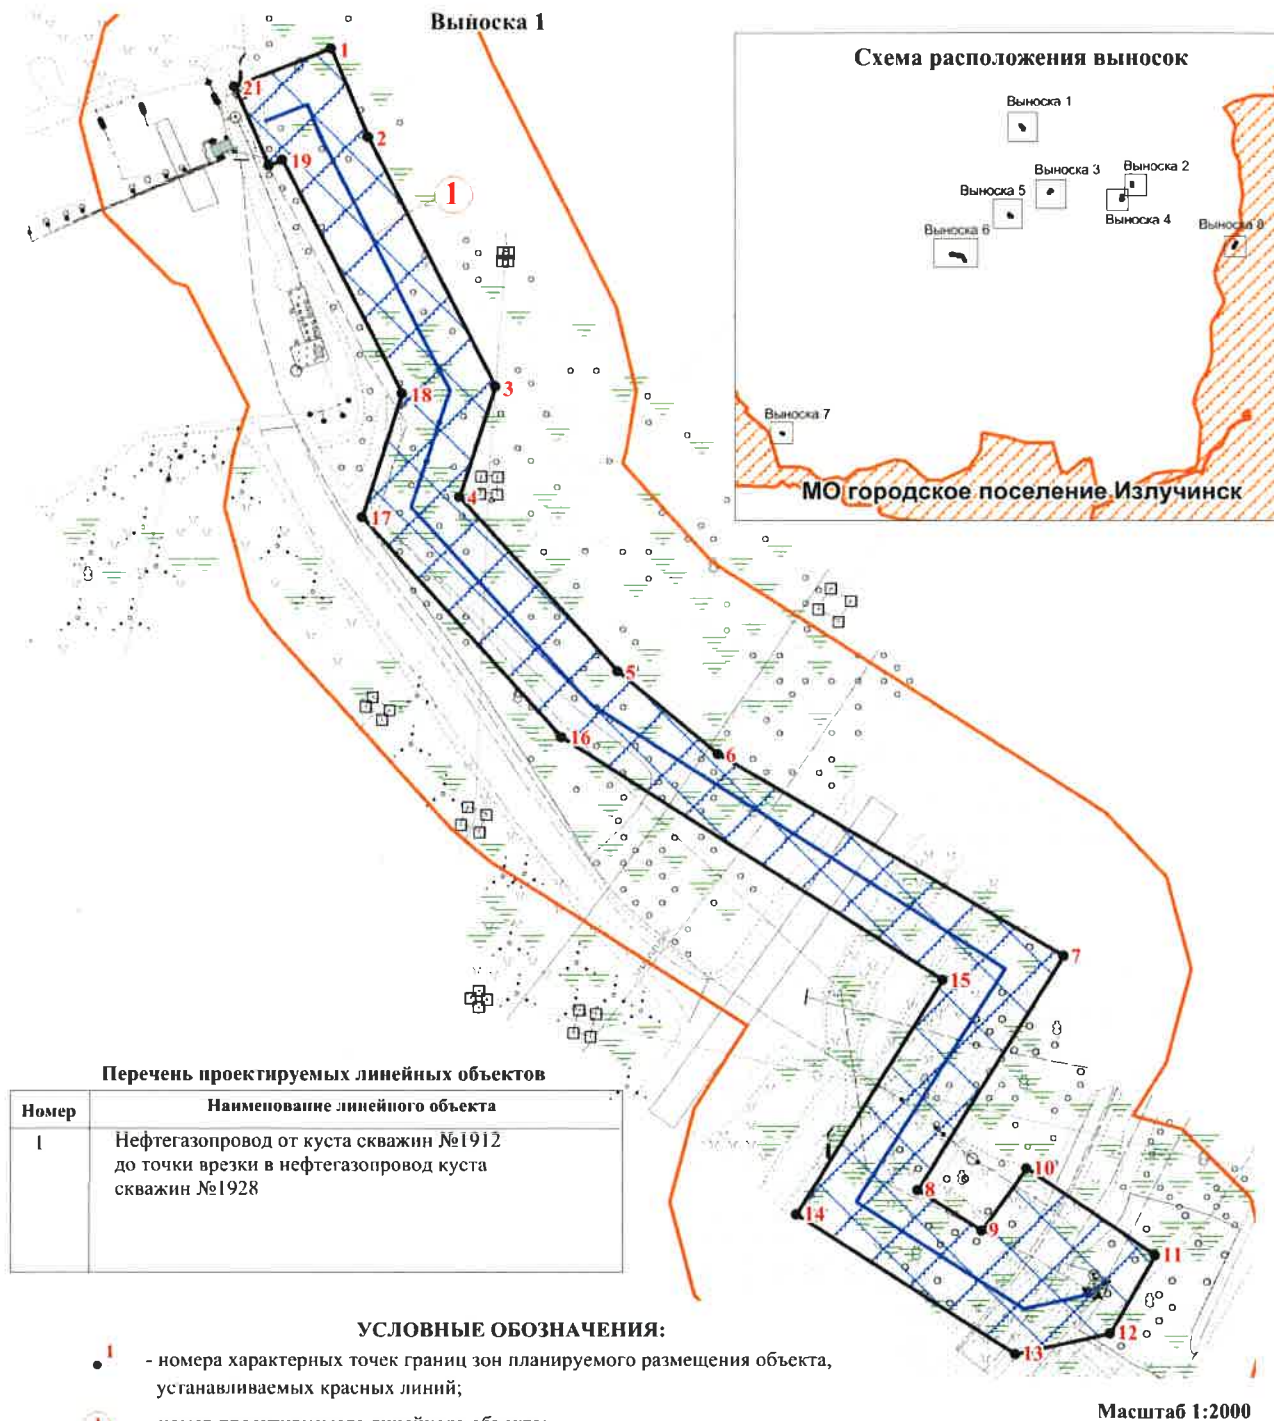 Выноска 1
Схема расположения выносок
Выноска 1
Выноска 3
Выноска 2
Выноска 5
Выноска 4
Выноска 6
Выноска 8
Выноска 7
МО городское поселение Излучинск
1
21
2
19
1
3
18
4
17
5
16
6
7
15
10
8
14
9
11
12
13
Перечень проектируемых линейных объектов
Номер Наименование линейного объекта
1 Нефтегазопровод от куста скважин №1912
до точки врезки в нефтегазопровод куста
скважин №1928
УСЛОВНЫЕ ОБОЗНАЧЕНИЯ:
1 - номера характерных точек границ зон планируемого размещения объекта,
устанавливаемых красных линий;
Масштаб 1:2000